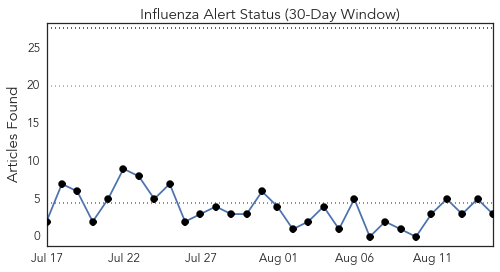 Influenza Alert Status (30-Day Window)
Articles Found
25
20
15
10
5
0
Jul 17 Jul 22 Jul 27 Aug 01 Aug 06 Aug 11